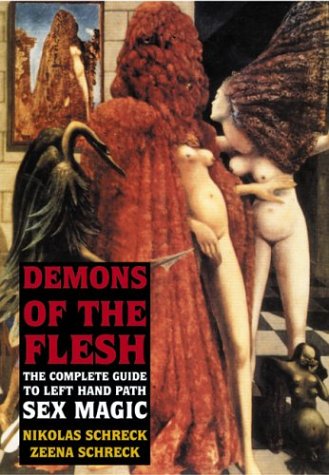 DEMONS
OF THE
FLESH
THE COMPLETE GUIDE
TO LEFT HAND PATH
SEX MAGIC
NIKOLAS SCHRECK
ZEENA SCHRECK